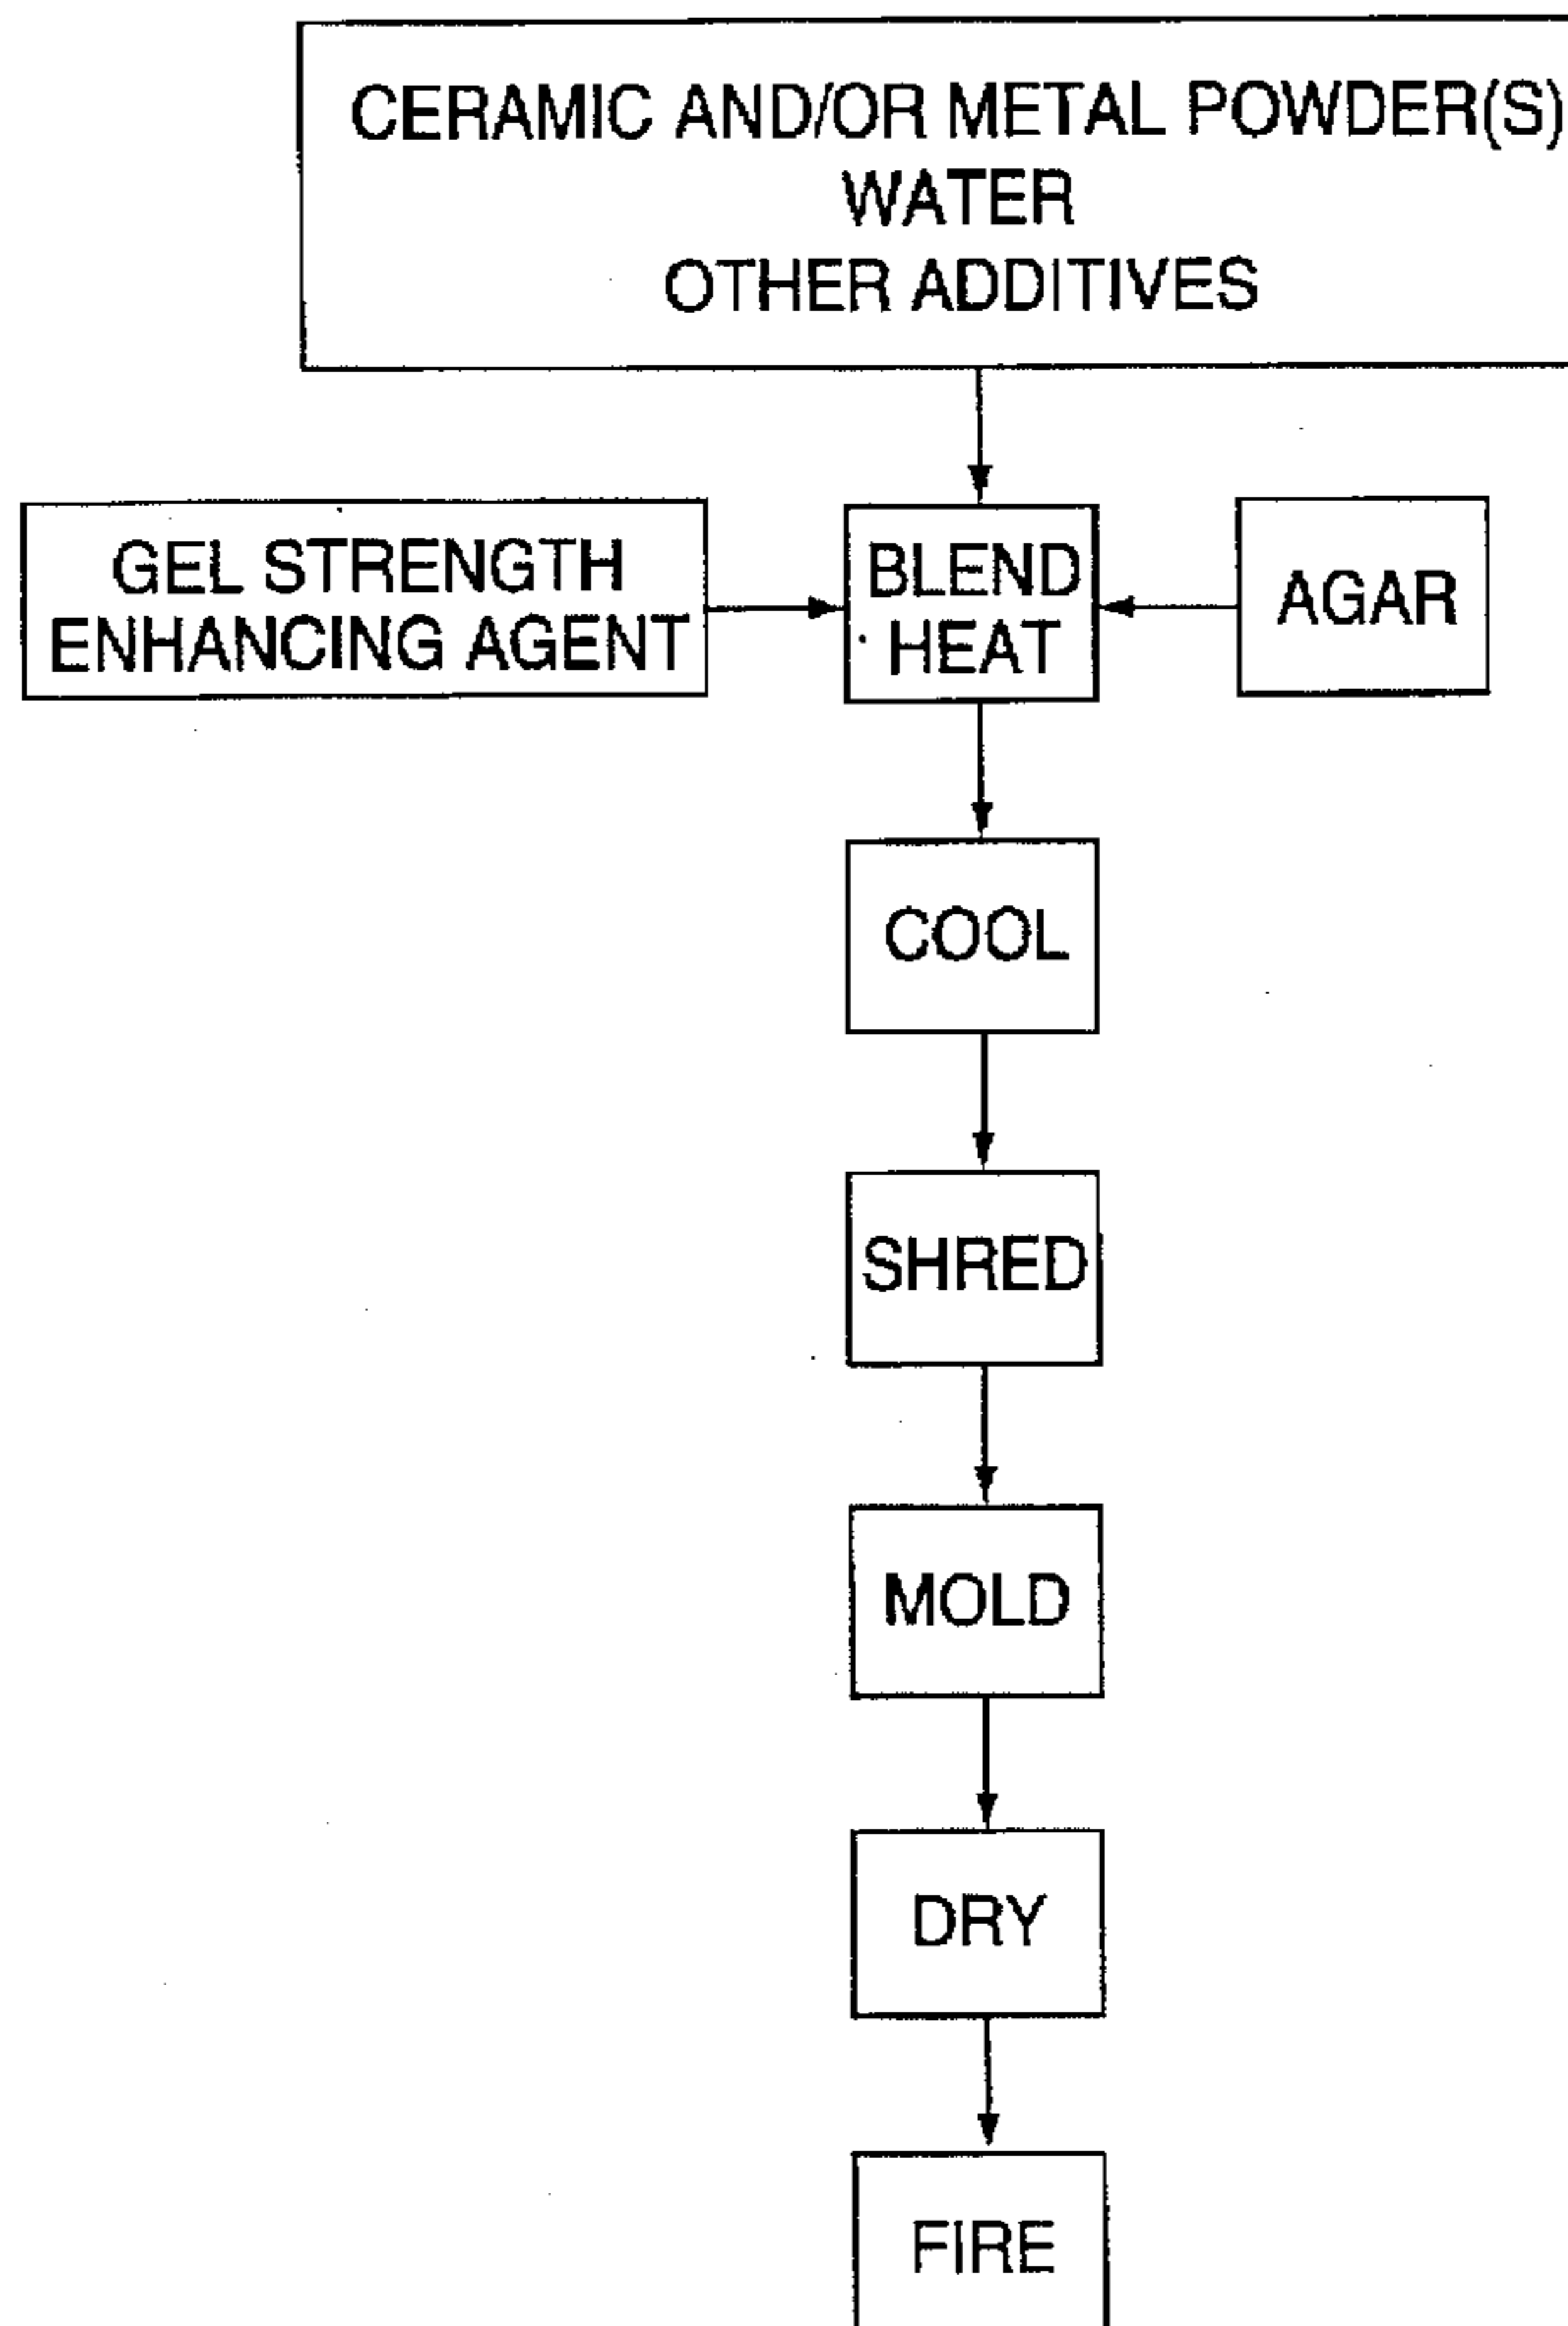 CERAMIC AND/OR METAL POWDER(S)
WATER
OTHER ADDITIVES
GEL STRENGTH
ENHANCING AGENT
BLEND
HEAT
AGAR
COOL
SHRED
MOLD
DRY
FIRE